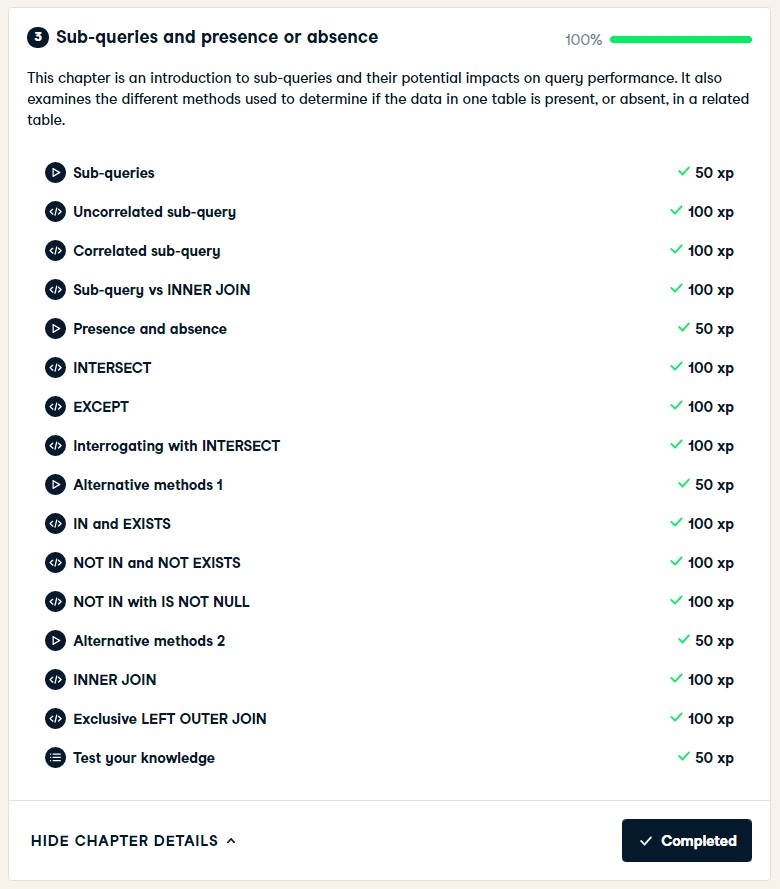 3 Sub-queries and presence or absence 100%
This chapter is an introduction to sub-queries and their potential impacts on query performance. It also
examines the different methods used to determine if the data in one table is present, or absent, in a related
table.
Sub-queries 50 xp
Uncorrelated sub-query 100 xp
Correlated sub-query 100 xp
Sub-query vs INNER JOIN 100 xp
Presence and absence 50 xp
INTERSECT 100 xp
EXCEPT 100 xp
Interrogating with INTERSECT 100 xp
Alternative methods 1 50 xp
IN and EXISTS 100 xp
NOT IN and NOT EXISTS 100 xp
NOT IN with IS NOT NULL 100 xp
Alternative methods 2 50 xp
INNER JOIN 100 xp
Exclusive LEFT OUTER JOIN 100 xp
Test your knowledge 50 xp
HIDE CHAPTER DETAILS Completed